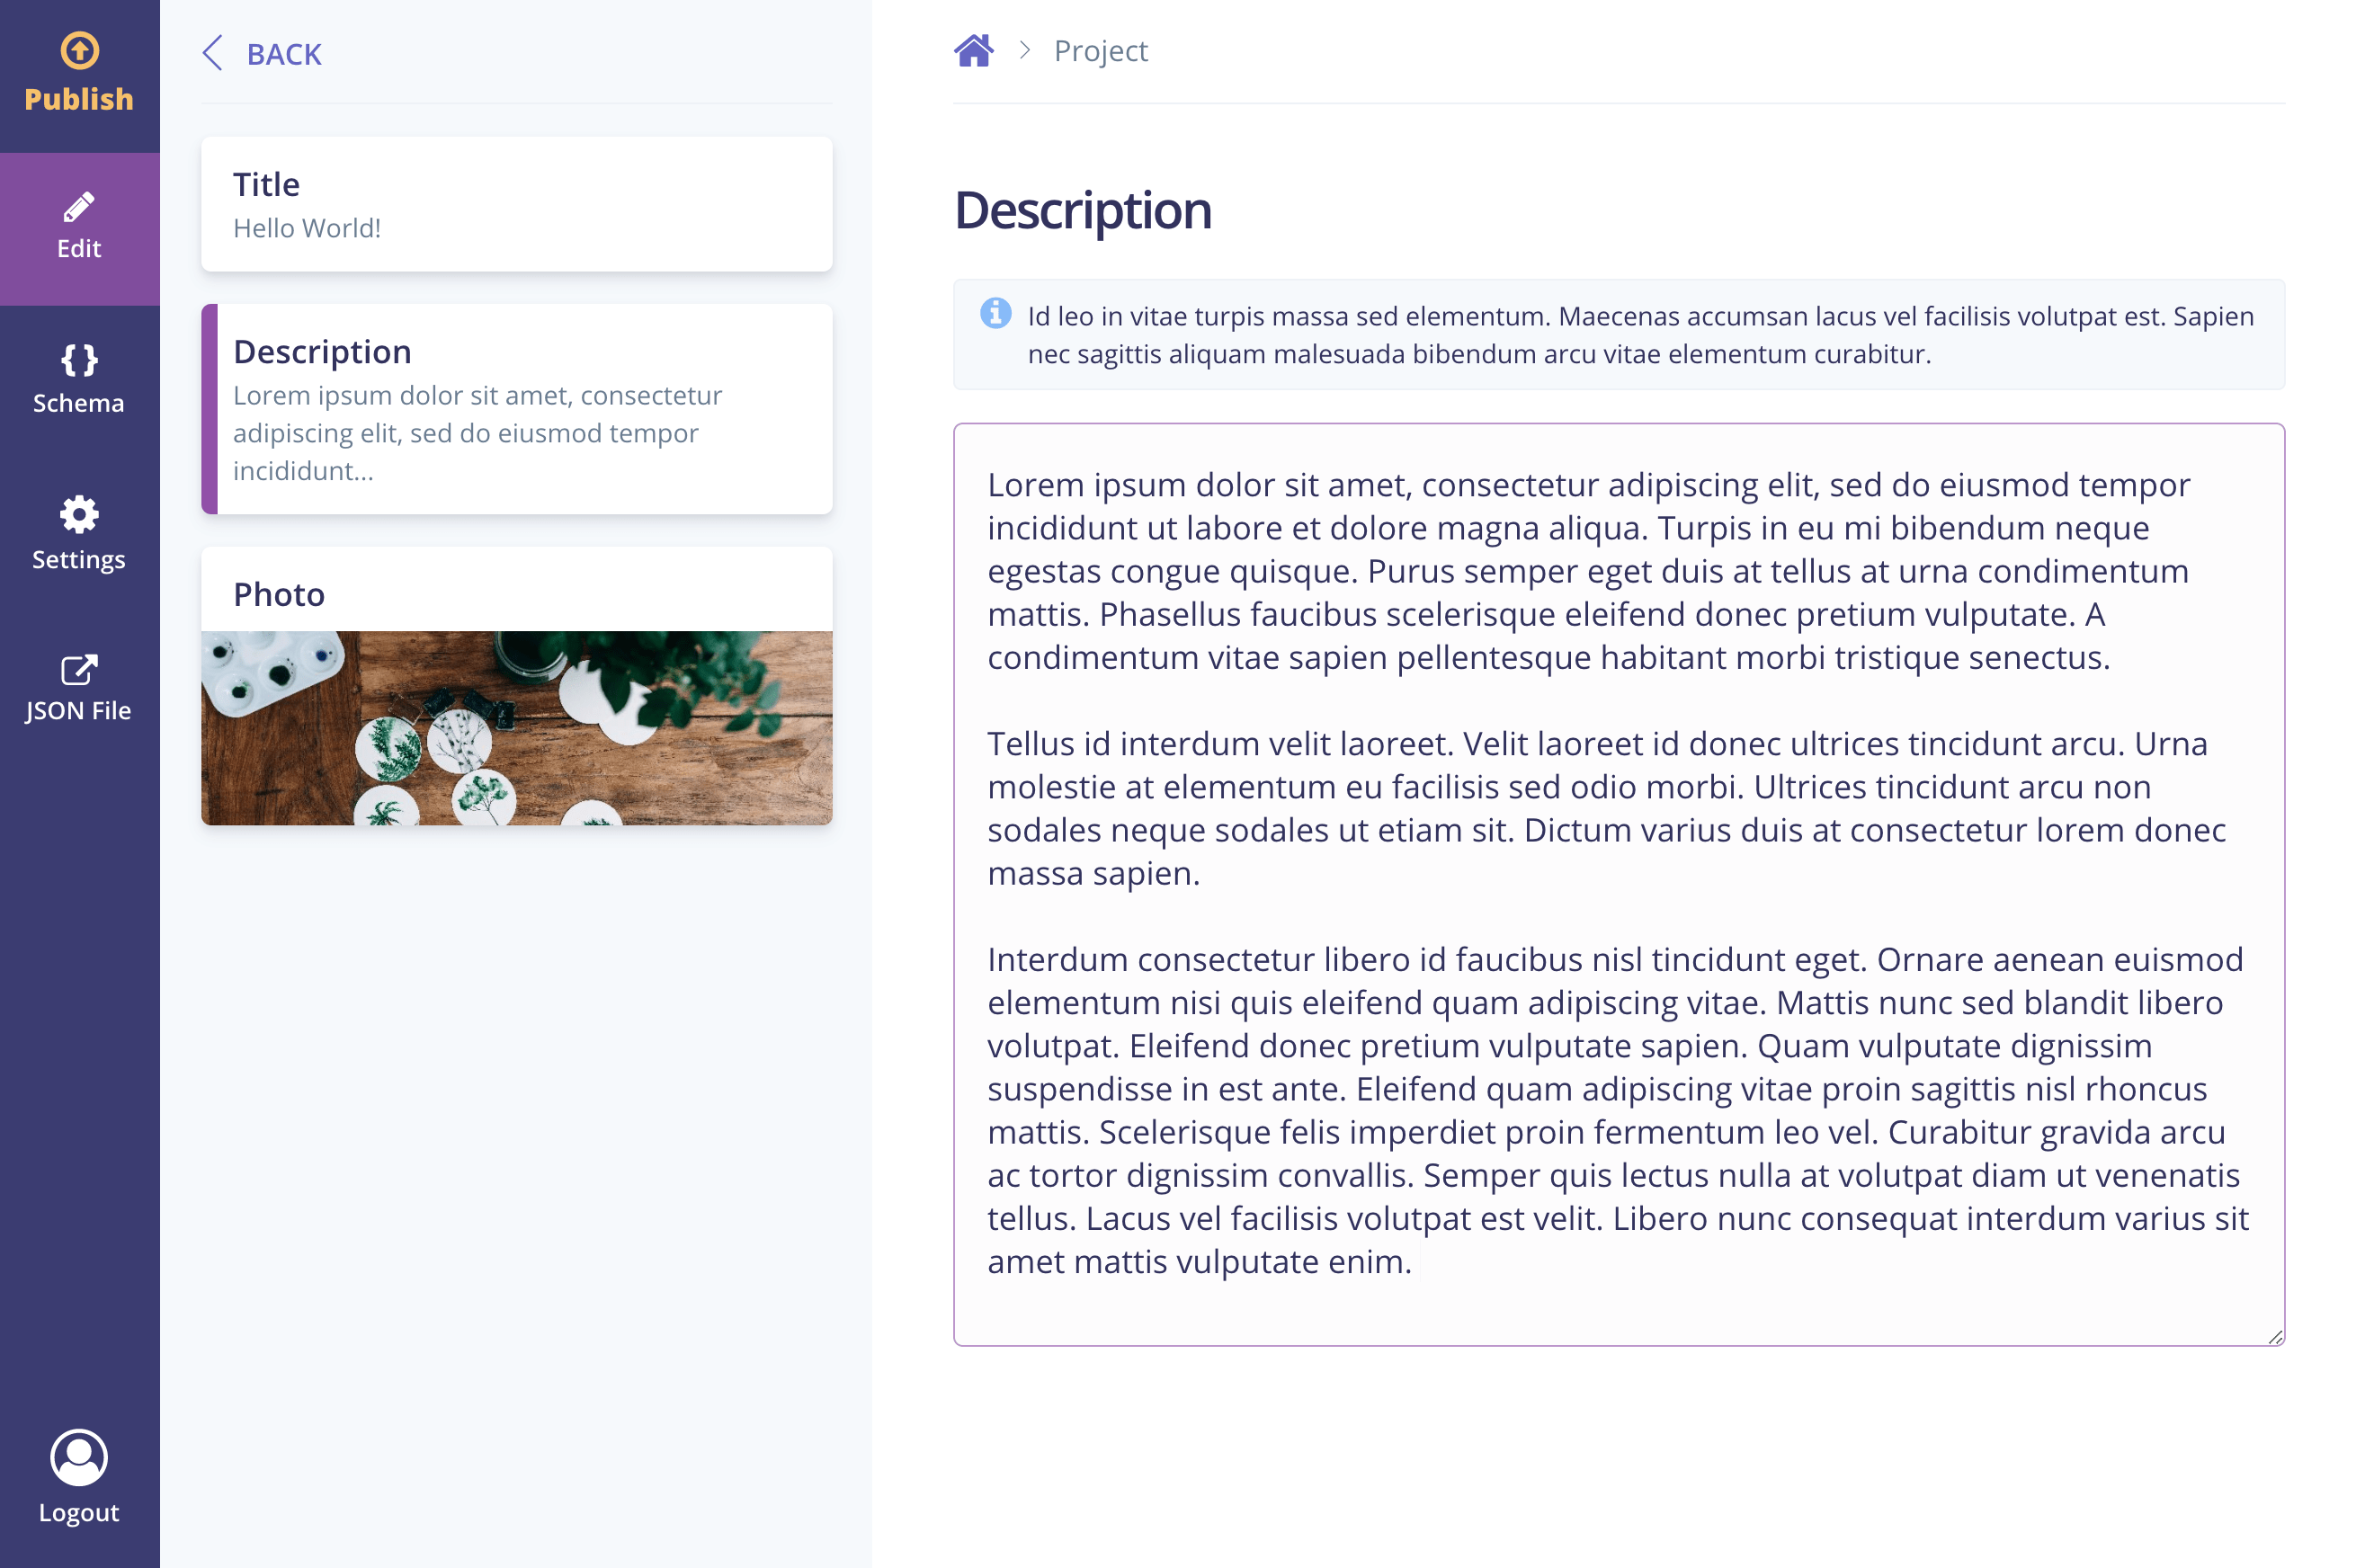 Publish
Edit
Schema
Settings
JSON File
Logout
BACK
Title
Hello World!
Description
Lorem ipsum dolor sit amet, consectetur
adipiscing elit, sed do eiusmod tempor
incididunt...
Photo
Project
Description
Id leo in vitae turpis massa sed elementum. Maecenas accumsan lacus vel facilisis volutpat est. Sapien
nec sagittis aliquam malesuada bibendum arcu vitae elementum curabitur.
Lorem ipsum dolor sit amet, consectetur adipiscing elit, sed do eiusmod tempor
incididunt ut labore et dolore magna aliqua. Turpis in eu mi bibendum neque
egestas congue quisque. Purus semper eget duis at tellus at urna condimentum
mattis. Phasellus faucibus scelerisque eleifend donec pretium vulputate. A
condimentum vitae sapien pellentesque habitant morbi tristique senectus.
Tellus id interdum velit laoreet. Velit laoreet id donec ultrices tincidunt arcu. Urna
molestie at elementum eu facilisis sed odio morbi. Ultrices tincidunt arcu non
sodales neque sodales ut etiam sit. Dictum varius duis at consectetur lorem donec
massa sapien.
Interdum consectetur libero id faucibus nisl tincidunt eget. Ornare aenean euismod
elementum nisi quis eleifend quam adipiscing vitae. Mattis nunc sed blandit libero
volutpat. Eleifend donec pretium vulputate sapien. Quam vulputate dignissim
suspendisse in est ante. Eleifend quam adipiscing vitae proin sagittis nisl rhoncus
mattis. Scelerisque felis imperdiet proin fermentum leo vel. Curabitur gravida arcu
ac tortor dignissim convallis. Semper quis lectus nulla at volutpat diam ut venenatis
tellus. Lacus vel facilisis volutpat est velit. Libero nunc consequat interdum varius sit
amet mattis vulputate enim.